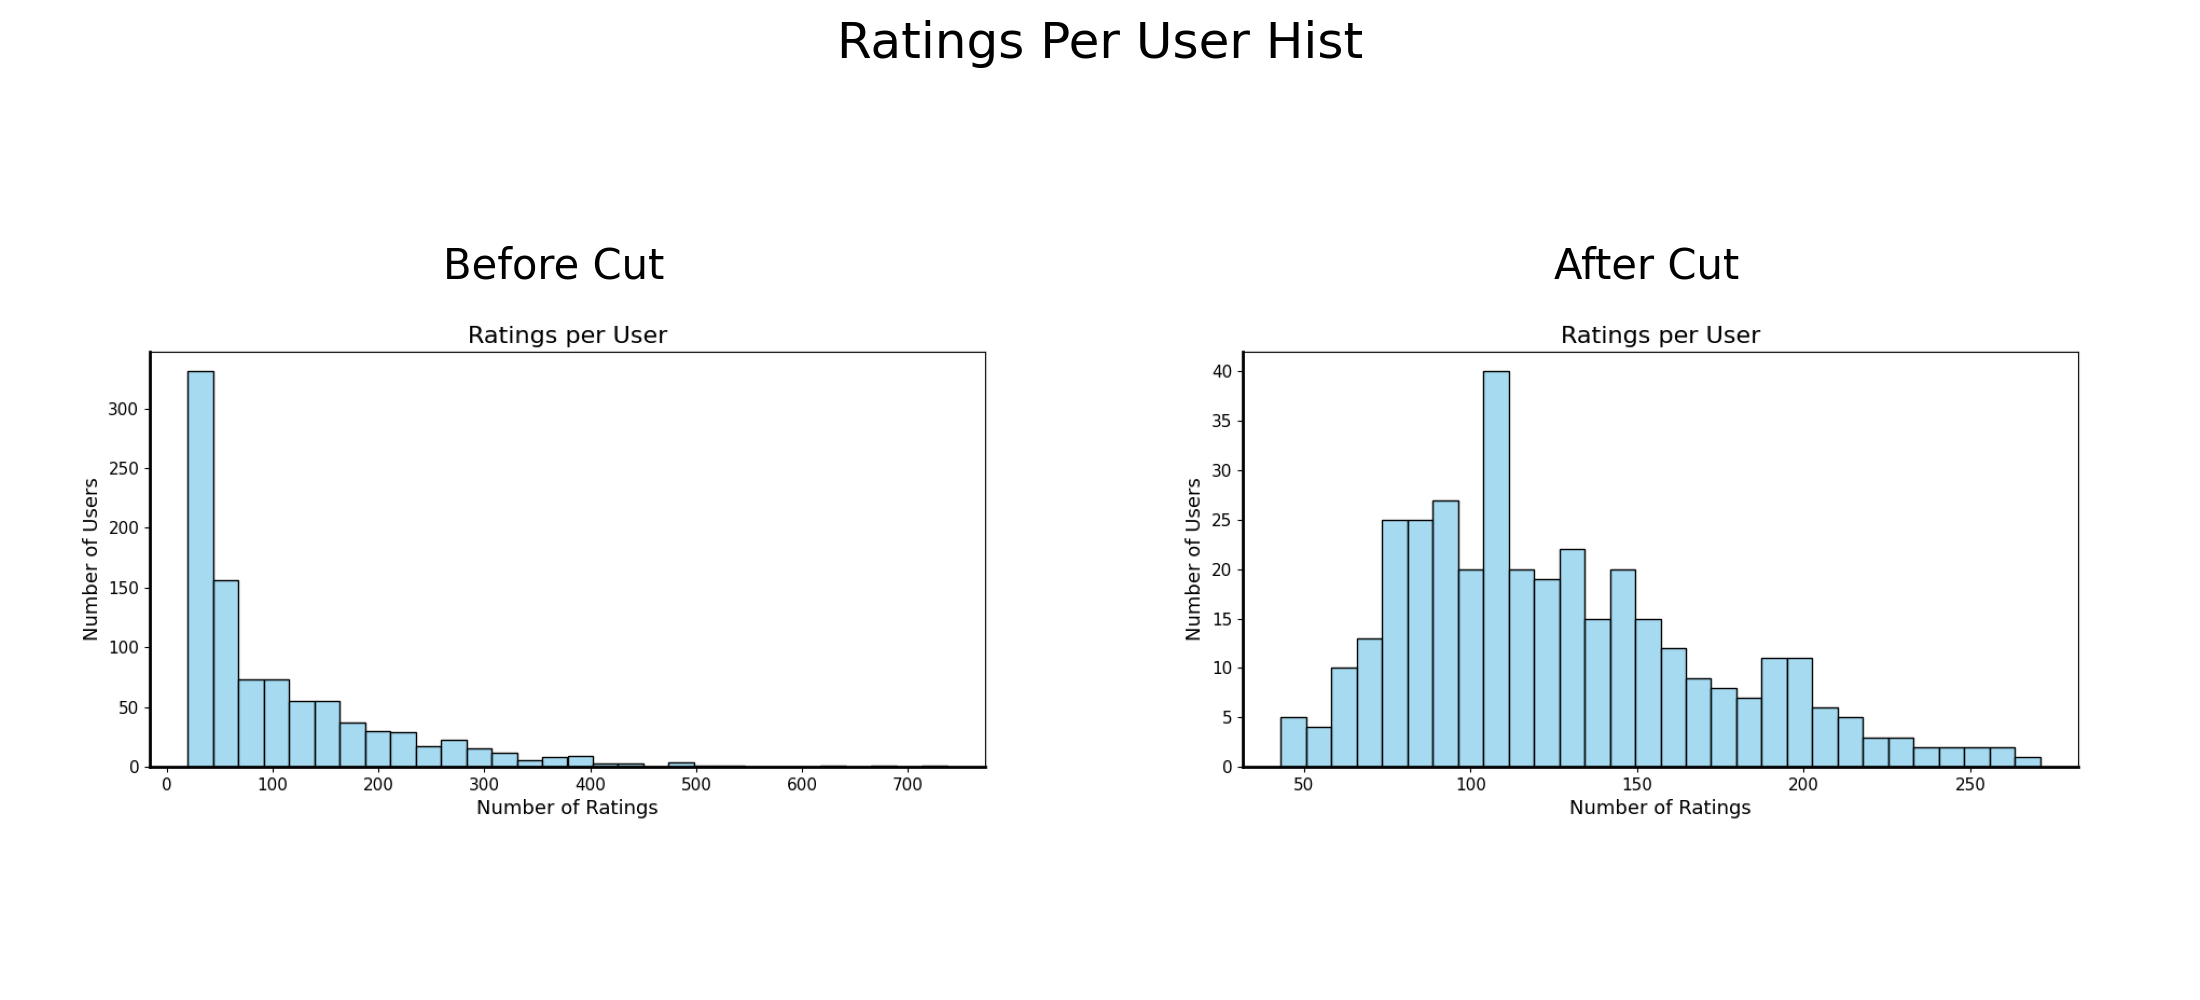 Ratings Per User Hist
Before Cut
Ratings per User
Number of Users
300
250
200
150
100
50
0
0 100 200 300 400 500 600 700
Number of Ratings
After Cut
Ratings per User
Number of Users
40
35
30
25
20
15
10
5
0
50 100 150 200 250
Number of Ratings